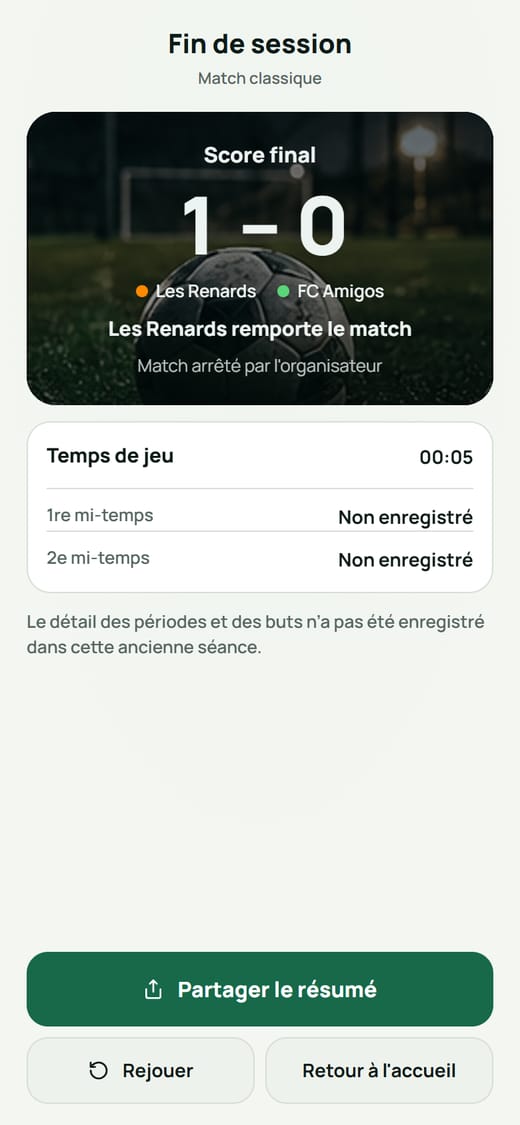 Fin de session
Match classique
Score final
1 – 0
Les Renards FC Amigos
Les Renards remporte le match
Match arrêté par l'organisateur
Temps de jeu 00:05
1re mi-temps Non enregistré
2e mi-temps Non enregistré
Le détail des périodes et des buts n’a pas été enregistré
dans cette ancienne séance.
Partager le résumé
Rejouer Retour à l'accueil